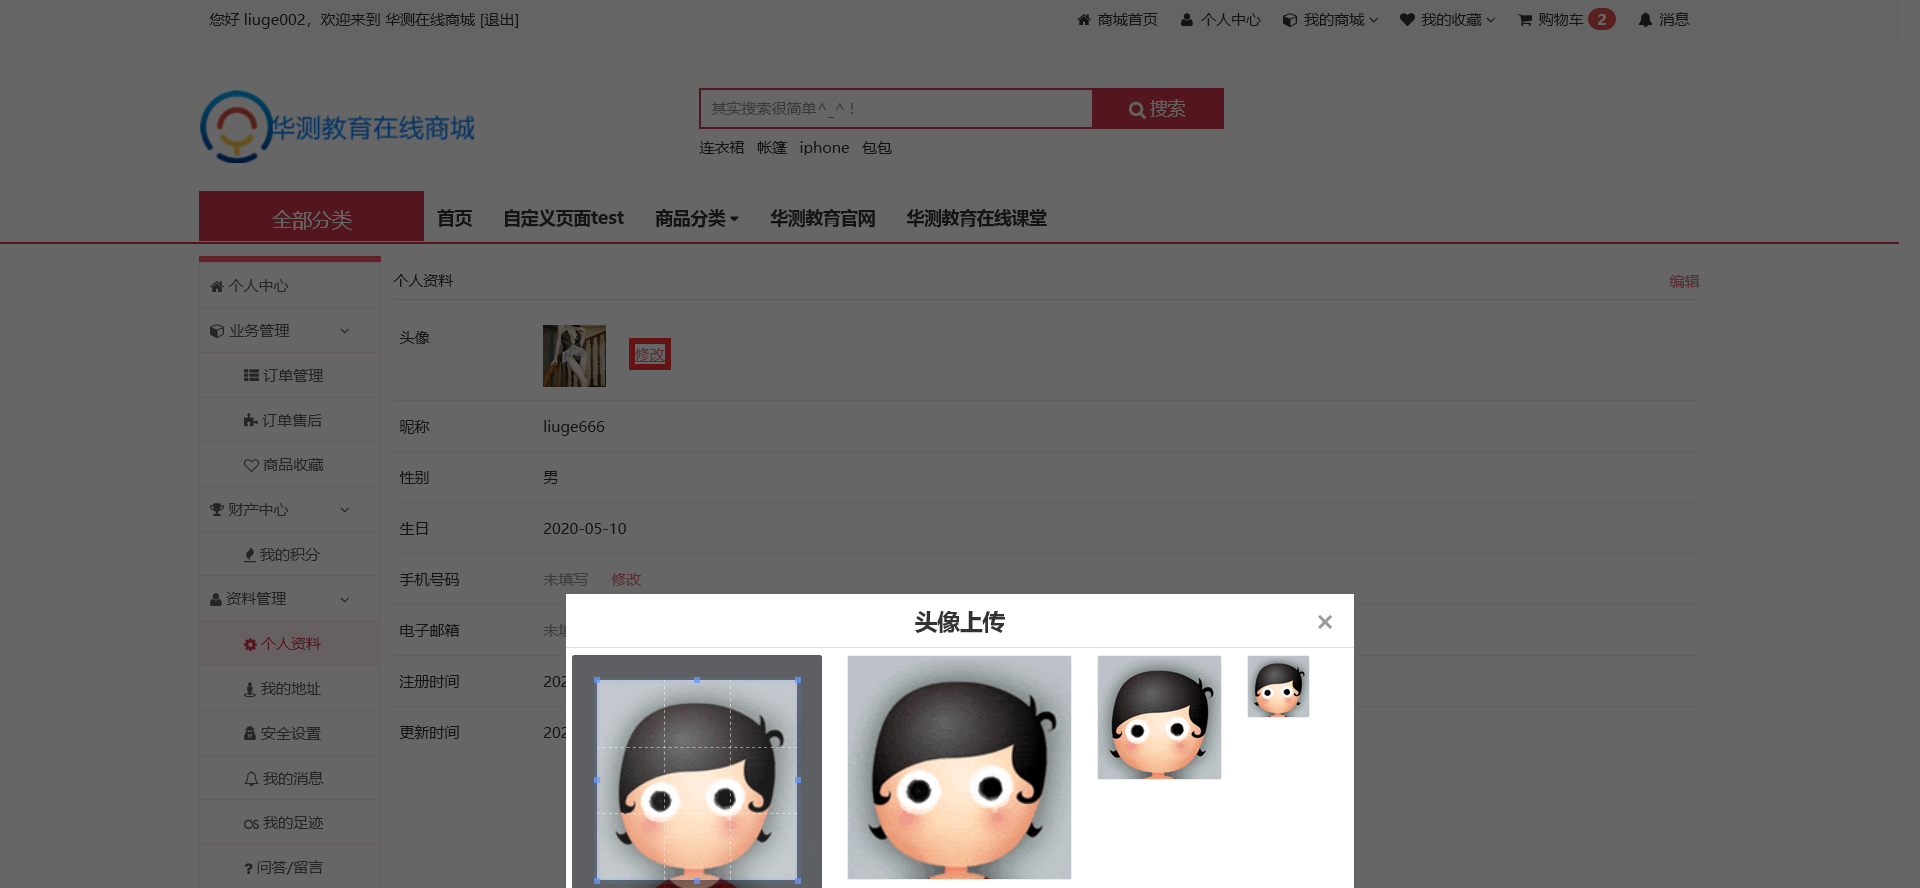 您好 liuge002，欢迎来到 华测在线商城 [退出]
商城首页 个人中心 我的商城 我的收藏 购物车 2 消息
华测教育在线商城
其实搜索很简单^_^！
搜索
连衣裙 帐篷 iphone 包包
全部分类 首页 自定义页面test 商品分类 华测教育官网 华测教育在线课堂
个人中心
业务管理
订单管理
订单售后
商品收藏
财产中心
我的积分
资料管理
个人资料
我的地址
安全设置
我的消息
我的足迹
问答/留言
个人资料 编辑
头像 修改
昵称 liuge666
性别 男
生日 2020-05-10
手机号码 未填写 修改
电子邮箱 未
注册时间 202
更新时间 202
头像上传 ×